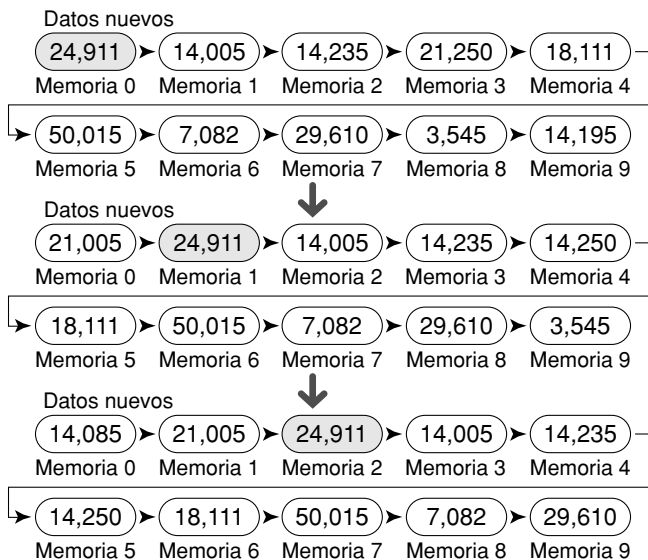 Datos nuevos
24,911 14,005 14,235 21,250 18,111
Memoria 0 Memoria 1 Memoria 2 Memoria 3 Memoria 4
50,015 7,082 29,610 3,545 14,195
Memoria 5 Memoria 6 Memoria 7 Memoria 8 Memoria 9
Datos nuevos
21,005 24,911 14,005 14,235 14,250
Memoria 0 Memoria 1 Memoria 2 Memoria 3 Memoria 4
18,111 50,015 7,082 29,610 3,545
Memoria 5 Memoria 6 Memoria 7 Memoria 8 Memoria 9
Datos nuevos
14,085 21,005 24,911 14,005 14,235
Memoria 0 Memoria 1 Memoria 2 Memoria 3 Memoria 4
14,250 18,111 50,015 7,082 29,610
Memoria 5 Memoria 6 Memoria 7 Memoria 8 Memoria 9